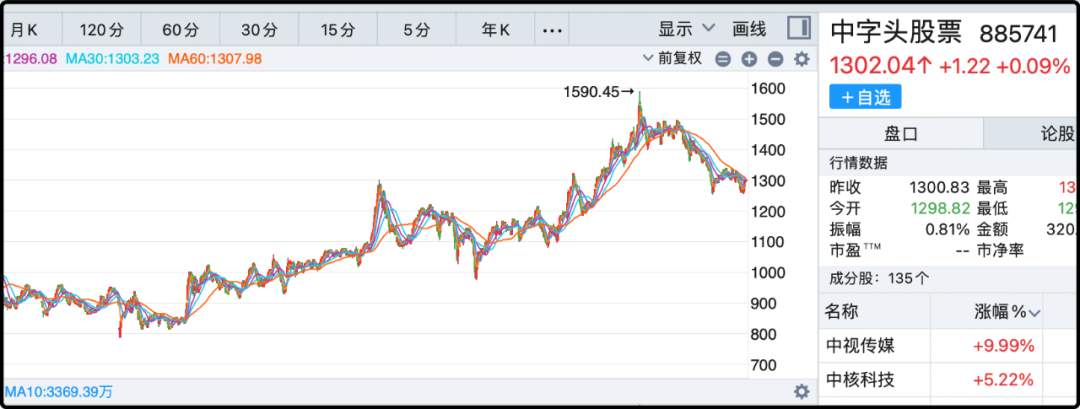 月K 120分 60分 30分 15分 5分 年K ... 显示 画线
:1296.08 MA30:1303.23 MA60:1307.98 前复权
1590.45→
1600
1500
1400
1300
1200
1100
1000
900
800
700
MA10:3369.39万
中字头股票 885741
1302.04↑ +1.22 +0.09%
+自选
盘口 论股
行情数据
昨收 1300.83 最高 13
今开 1298.82 最低 129
振幅 0.81% 金额 320.
市盈TTM -- 市净率
成分股：135个
名称 涨幅%
中视传媒 +9.99%
中核科技 +5.22%